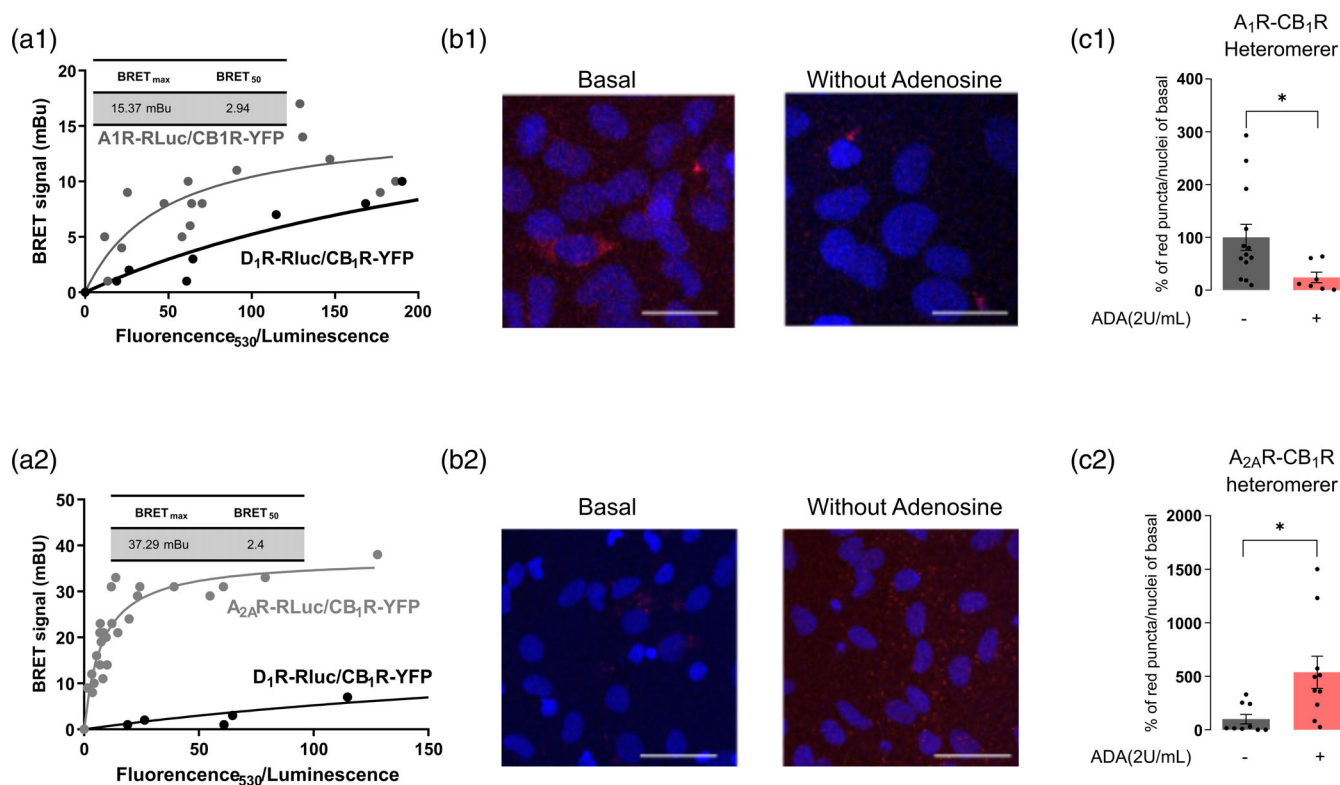 (a1)
BRETmax BRET50
15.37 mBu 2.94
A1R-RLuc/CB1R-YFP
D1R-Rluc/CB1R-YFP
BRET signal (mBu)
20
15
10
5
0
0 50 100 150 200
Fluorencence530/Luminescence
(b1)
Basal
Without Adenosine
(c1)
A1R-CB1R
Heteromerer
% of red puncta/nuclei of basal
400
300
200
100
0
*
ADA(2U/mL) - +
(a2)
BRETmax BRET50
37.29 mBu 2.4
A2AR-RLuc/CB1R-YFP
D1R-Rluc/CB1R-YFP
BRET signal (mBU)
50
40
30
20
10
0
0 50 100 150
Fluorencence530/Luminescence
(b2)
Basal
Without Adenosine
(c2)
A2AR-CB1R
heteromerer
% of red puncta/nuclei of basal
2000
1500
1000
500
0
*
ADA(2U/mL) - +